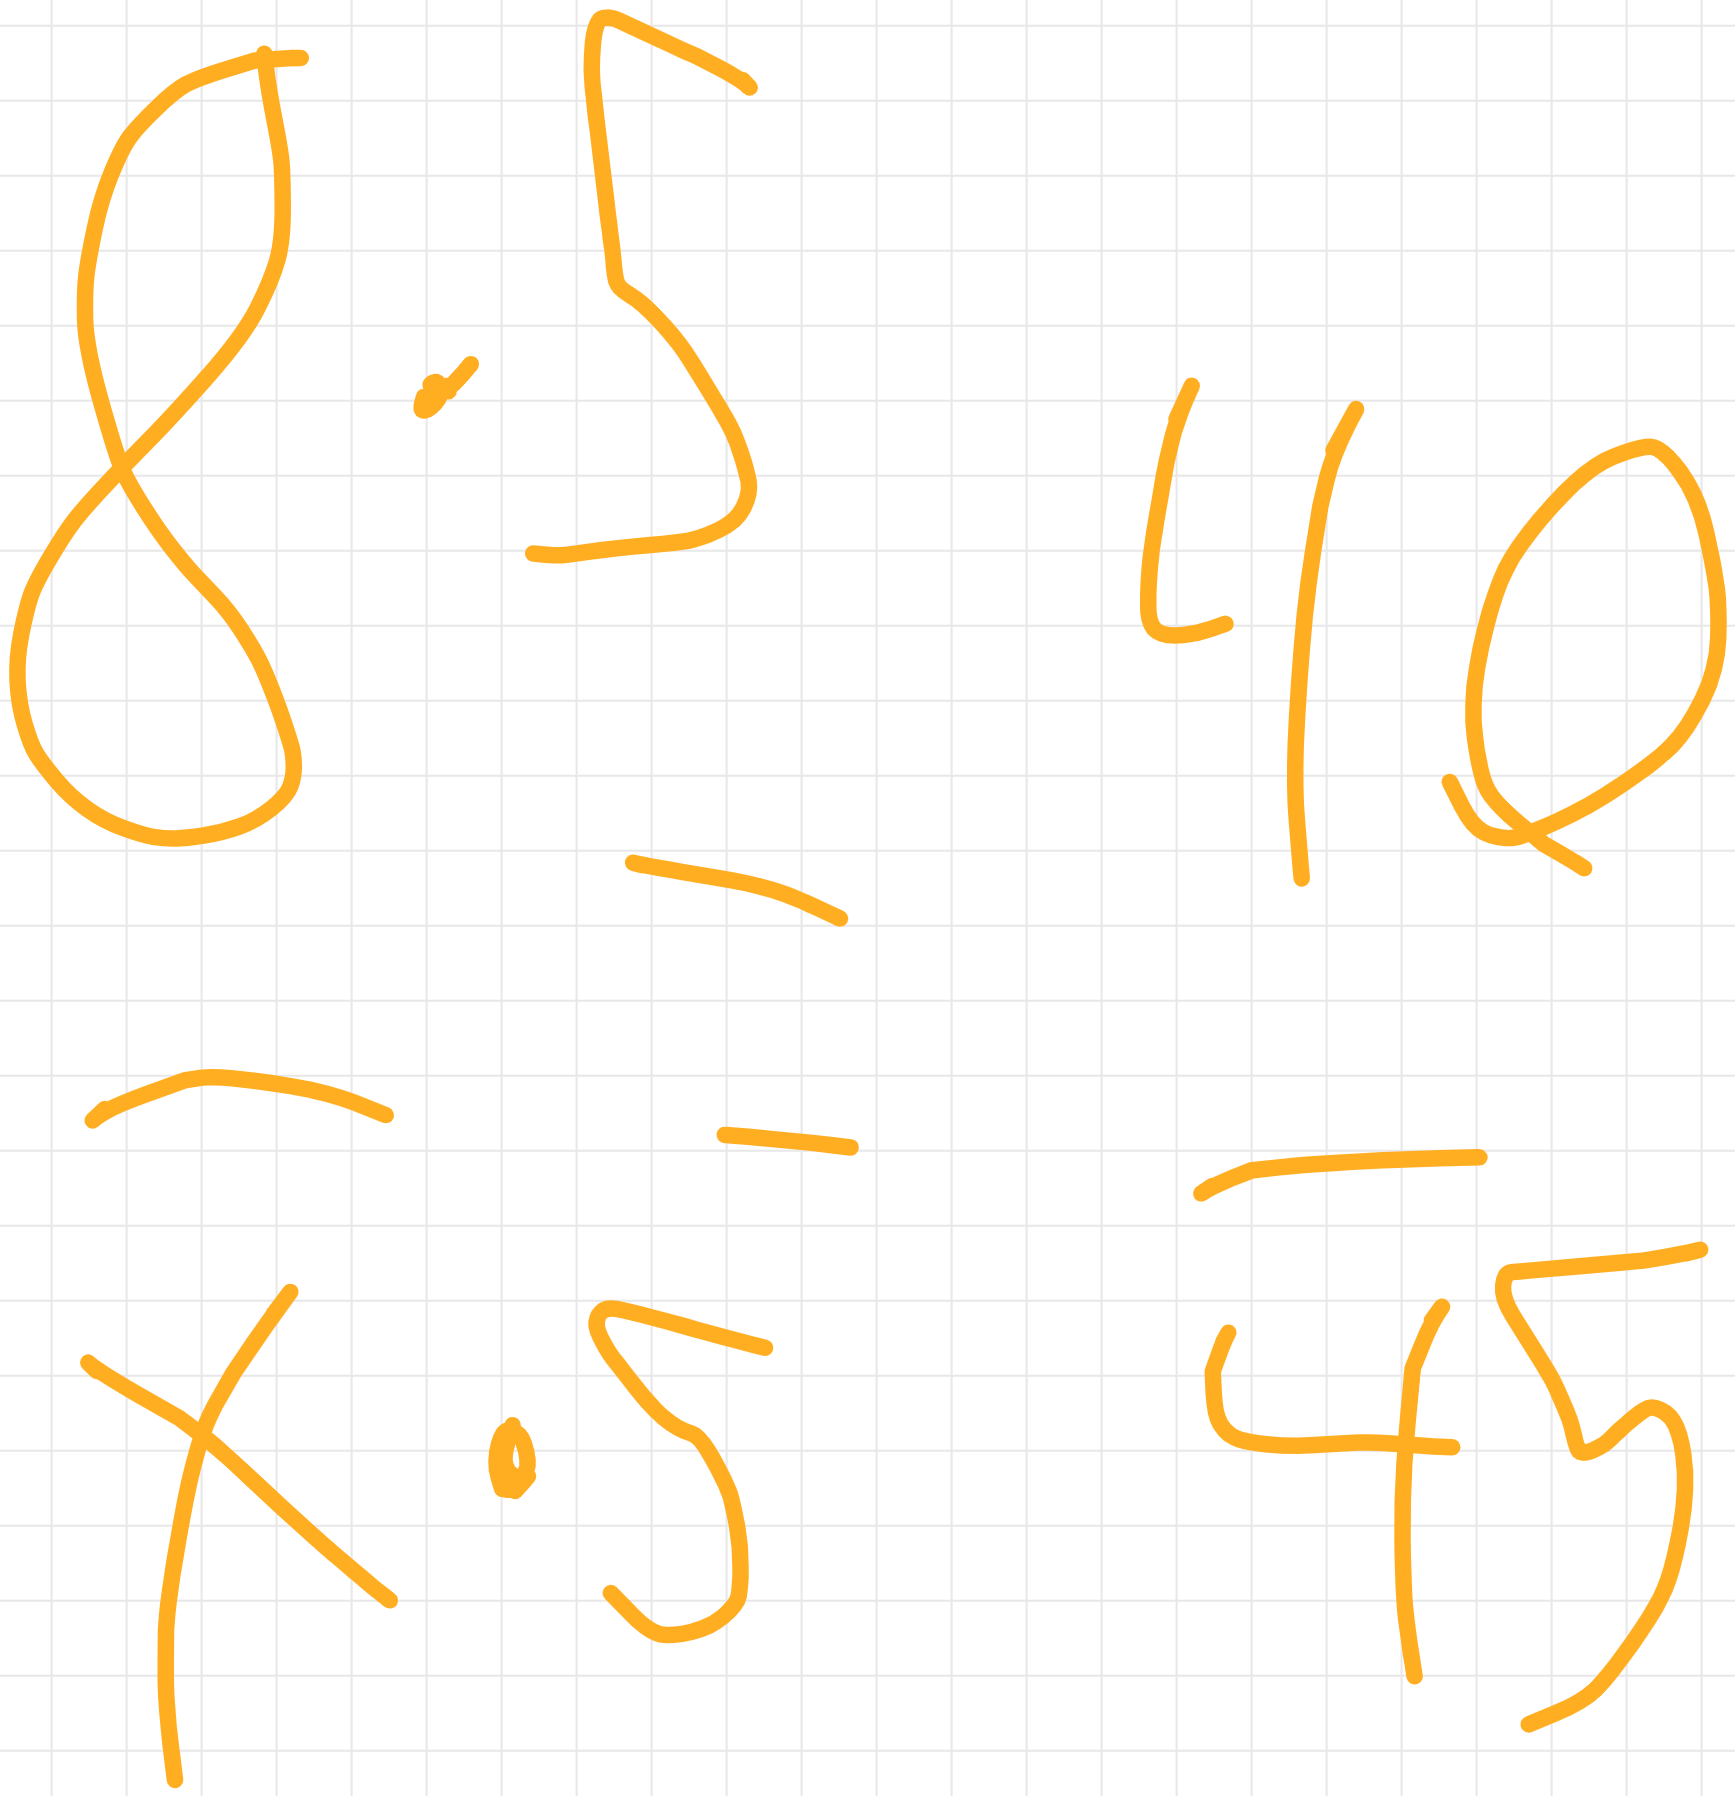 8·5 = 40
— —
x·5 45